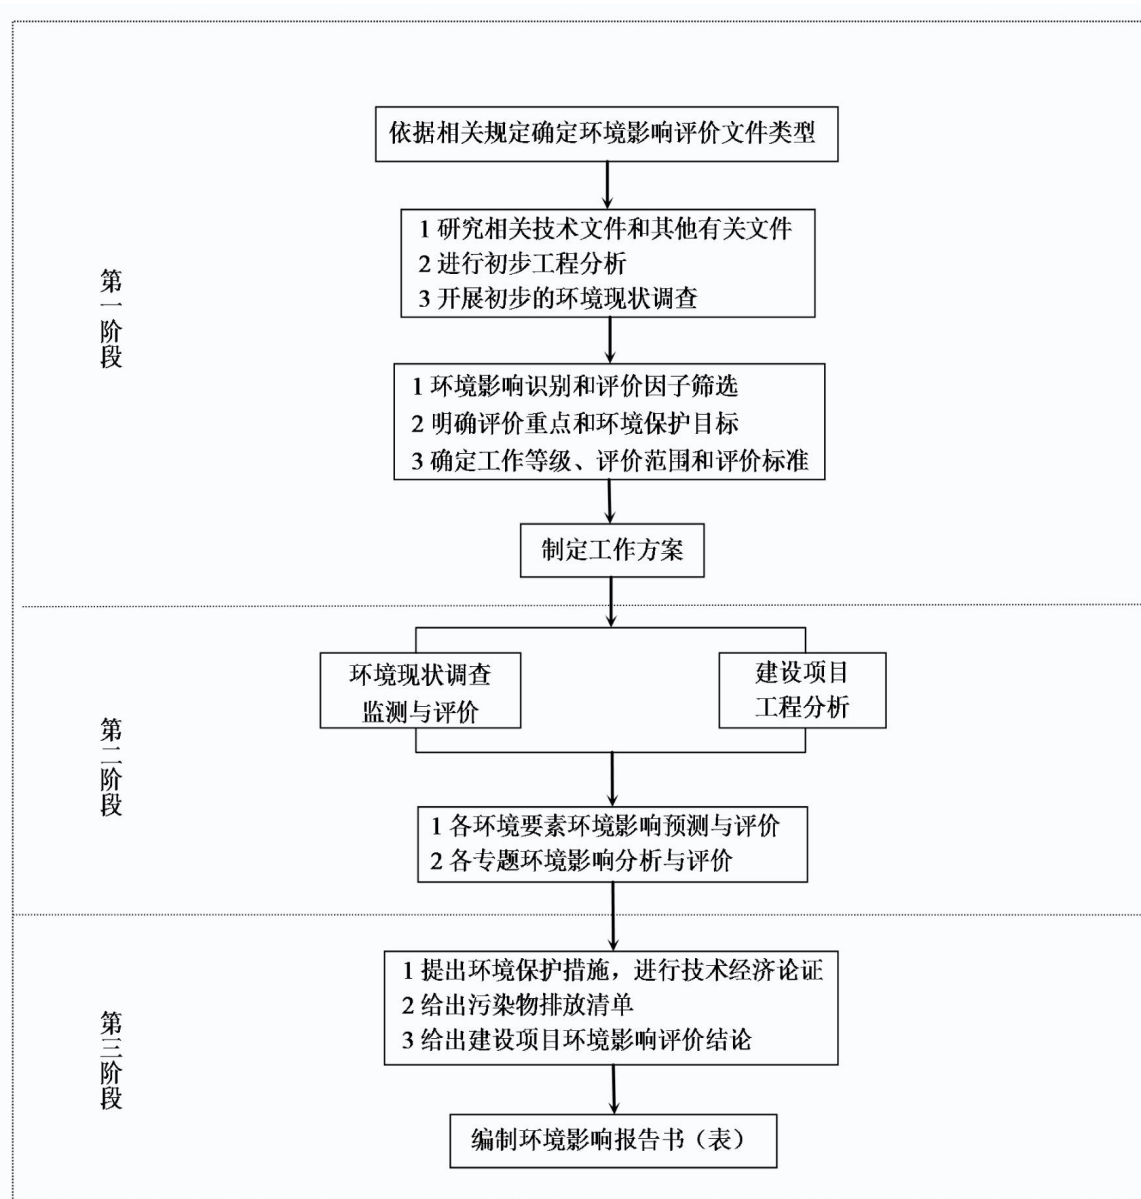 依据相关规定确定环境影响评价文件类型
1 研究相关技术文件和其他有关文件
2 进行初步工程分析
3 开展初步的环境现状调查
第一阶段
1 环境影响识别和评价因子筛选
2 明确评价重点和环境保护目标
3 确定工作等级、评价范围和评价标准
制定工作方案
环境现状调查
监测与评价
建设项目
工程分析
第二阶段
1 各环境要素环境影响预测与评价
2 各专题环境影响分析与评价
1 提出环境保护措施，进行技术经济论证
2 给出污染物排放清单
3 给出建设项目环境影响评价结论
第三阶段
编制环境影响报告书（表）